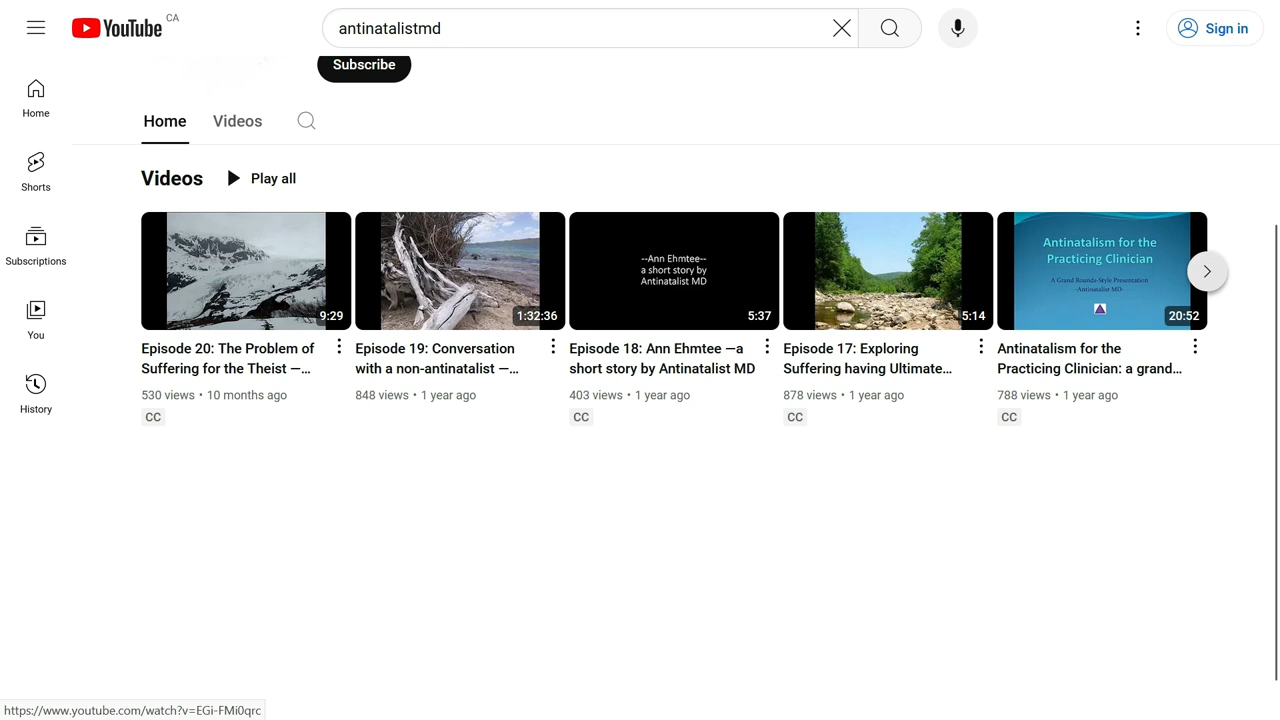 YouTube CA
antinatalistmd
Sign in
Subscribe
Home
Shorts
Subscriptions
You
History
Home Videos
Videos Play all
9:29
1:32:36
--Ann Ehmtee--
a short story by
Antinatalist MD
5:37
5:14
Antinatalism for the
Practicing Clinician
A Grand Rounds-Style Presentation
-Antinatalist MD-
20:52
Episode 20: The Problem of
Suffering for the Theist —...
530 views • 10 months ago
CC
Episode 19: Conversation
with a non-antinatalist —...
848 views • 1 year ago
Episode 18: Ann Ehmtee —a
short story by Antinatalist MD
403 views • 1 year ago
CC
Episode 17: Exploring
Suffering having Ultimate...
878 views • 1 year ago
CC
Antinatalism for the
Practicing Clinician: a grand...
788 views • 1 year ago
CC
https://www.youtube.com/watch?v=EGi-FMi0qrc